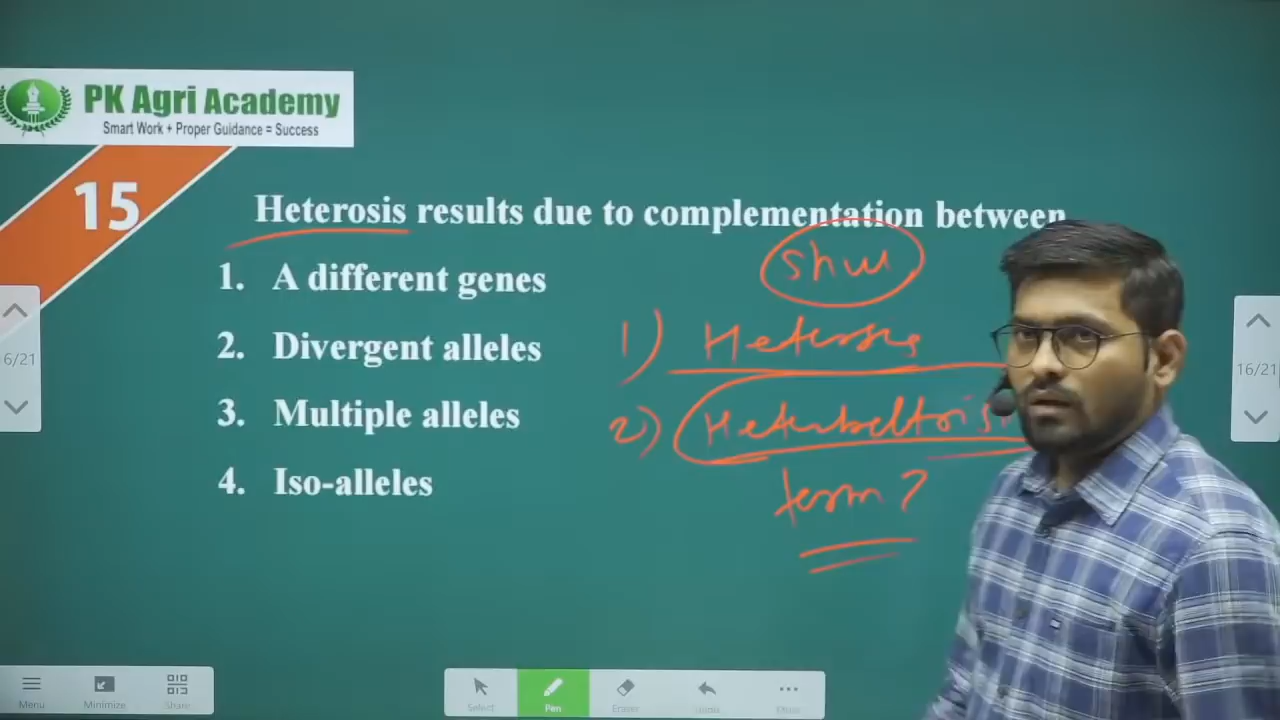 PK Agri Academy
Smart Work + Proper Guidance = Success
15
Heterosis results due to complementation between
1. A different genes
2. Divergent alleles
3. Multiple alleles
4. Iso-alleles
Shull
1) Heterosis
2) Heterobeltiosis
term?
6/21
16/21
Menu
Minimize
Share
Select
Pen
Eraser
Undo
More